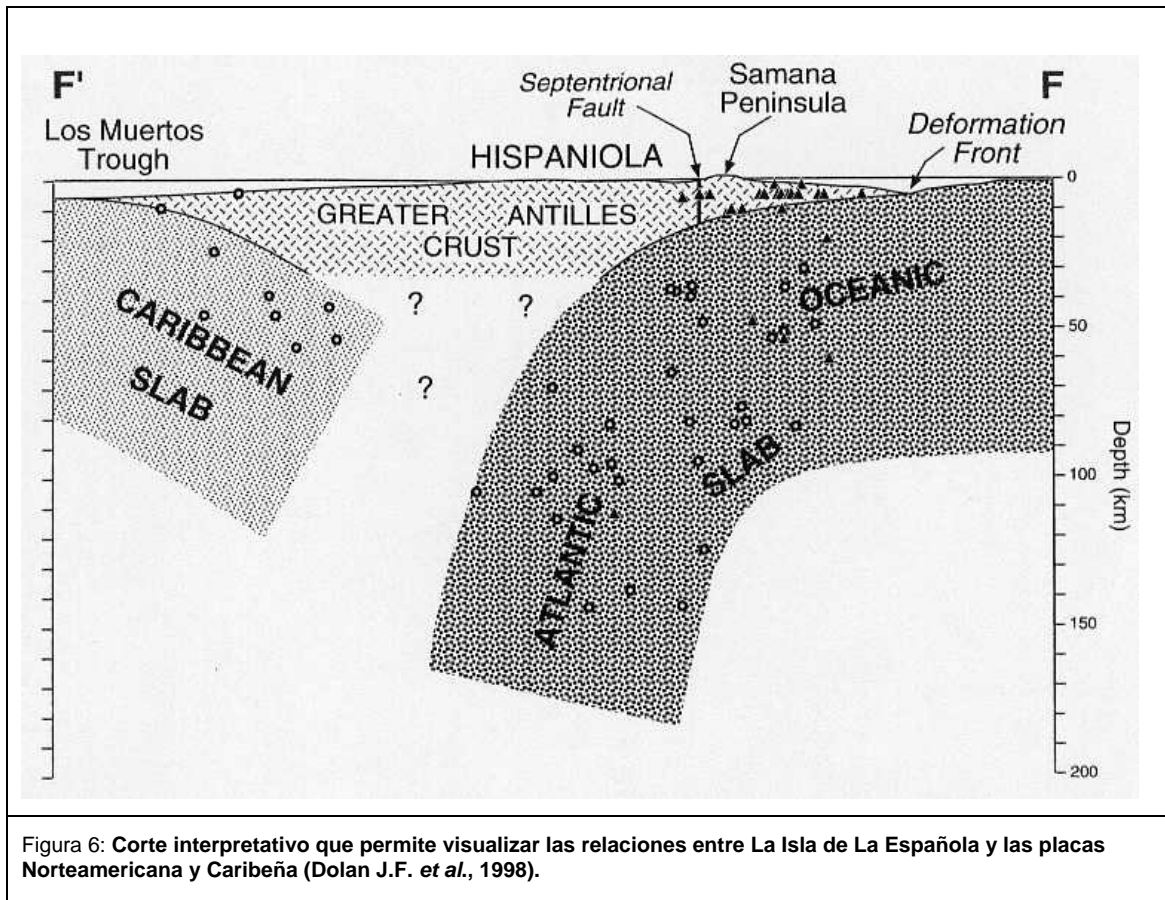 F'
F
Los Muertos
Trough
Septentrional
Fault
Samana
Peninsula
HISPANIOLA
Deformation
Front
GREATER ANTILLES
CRUST
CARIBBEAN
SLAB
? ?
?
ATLANTIC
OCEANIC
SLAB
0
50
100
150
200
Depth (km)
Figura 6: Corte interpretativo que permite visualizar las relaciones entre La Isla de La Española y las placas
Norteamericana y Caribeña (Dolan J.F. et al., 1998).